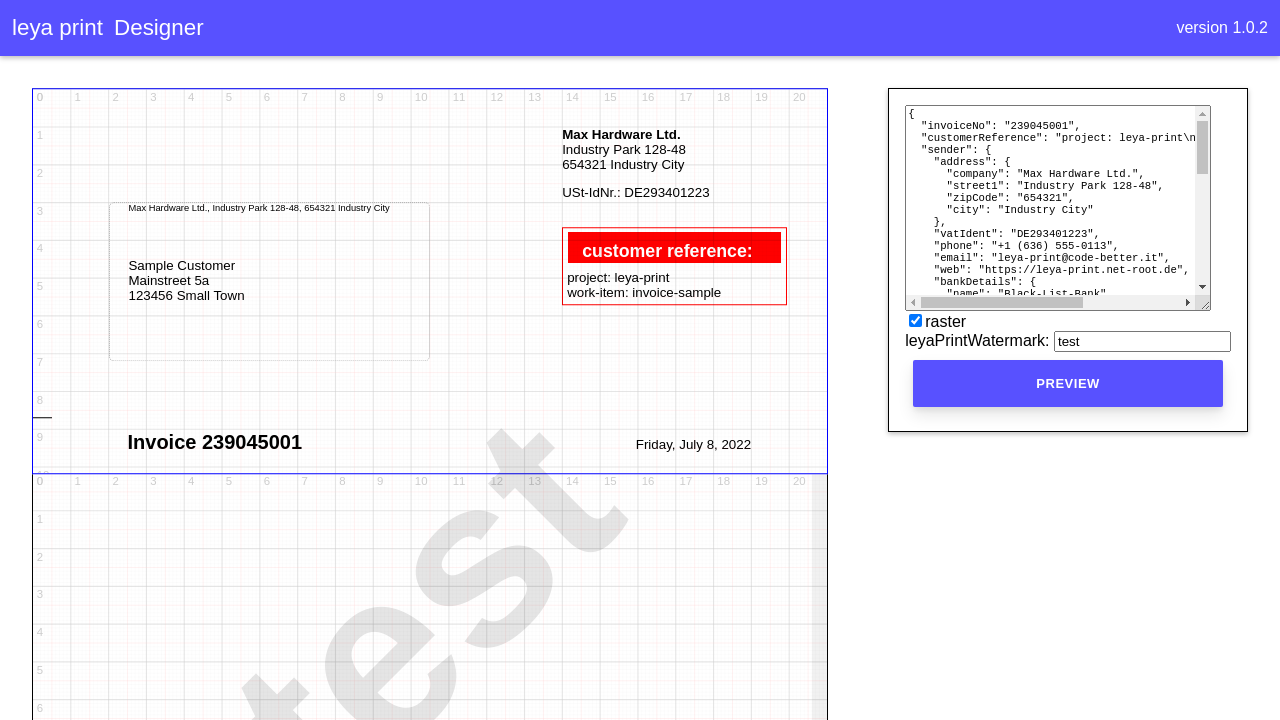 leya print Designer
version 1.0.2
0 1 2 3 4 5 6 7 8 9 10 11 12 13 14 15 16 17 18 19 20
1
2
3
4
5
6
7
8
9
Max Hardware Ltd.
Industry Park 128-48
654321 Industry City
USt-IdNr.: DE293401223
Max Hardware Ltd., Industry Park 128-48, 654321 Industry City
Sample Customer
Mainstreet 5a
123456 Small Town
customer reference:
project: leya-print
work-item: invoice-sample
Invoice 239045001
Friday, July 8, 2022
0 1 2 3 4 5 6 7 8 9 10 11 12 13 14 15 16 17 18 19 20
1
2
3
4
5
6
test
{
"invoiceNo": "239045001",
"customerReference": "project: leya-print\n
"sender": {
"address": {
"company": "Max Hardware Ltd.",
"street1": "Industry Park 128-48",
"zipCode": "654321",
"city": "Industry City"
},
"vatIdent": "DE293401223",
"phone": "+1 (636) 555-0113",
"email": "leya-print@code-better.it",
"web": "https://leya-print.net-root.de",
"bankDetails": {
"name": "Black-List-Bank"
raster
leyaPrintWatermark: test
PREVIEW